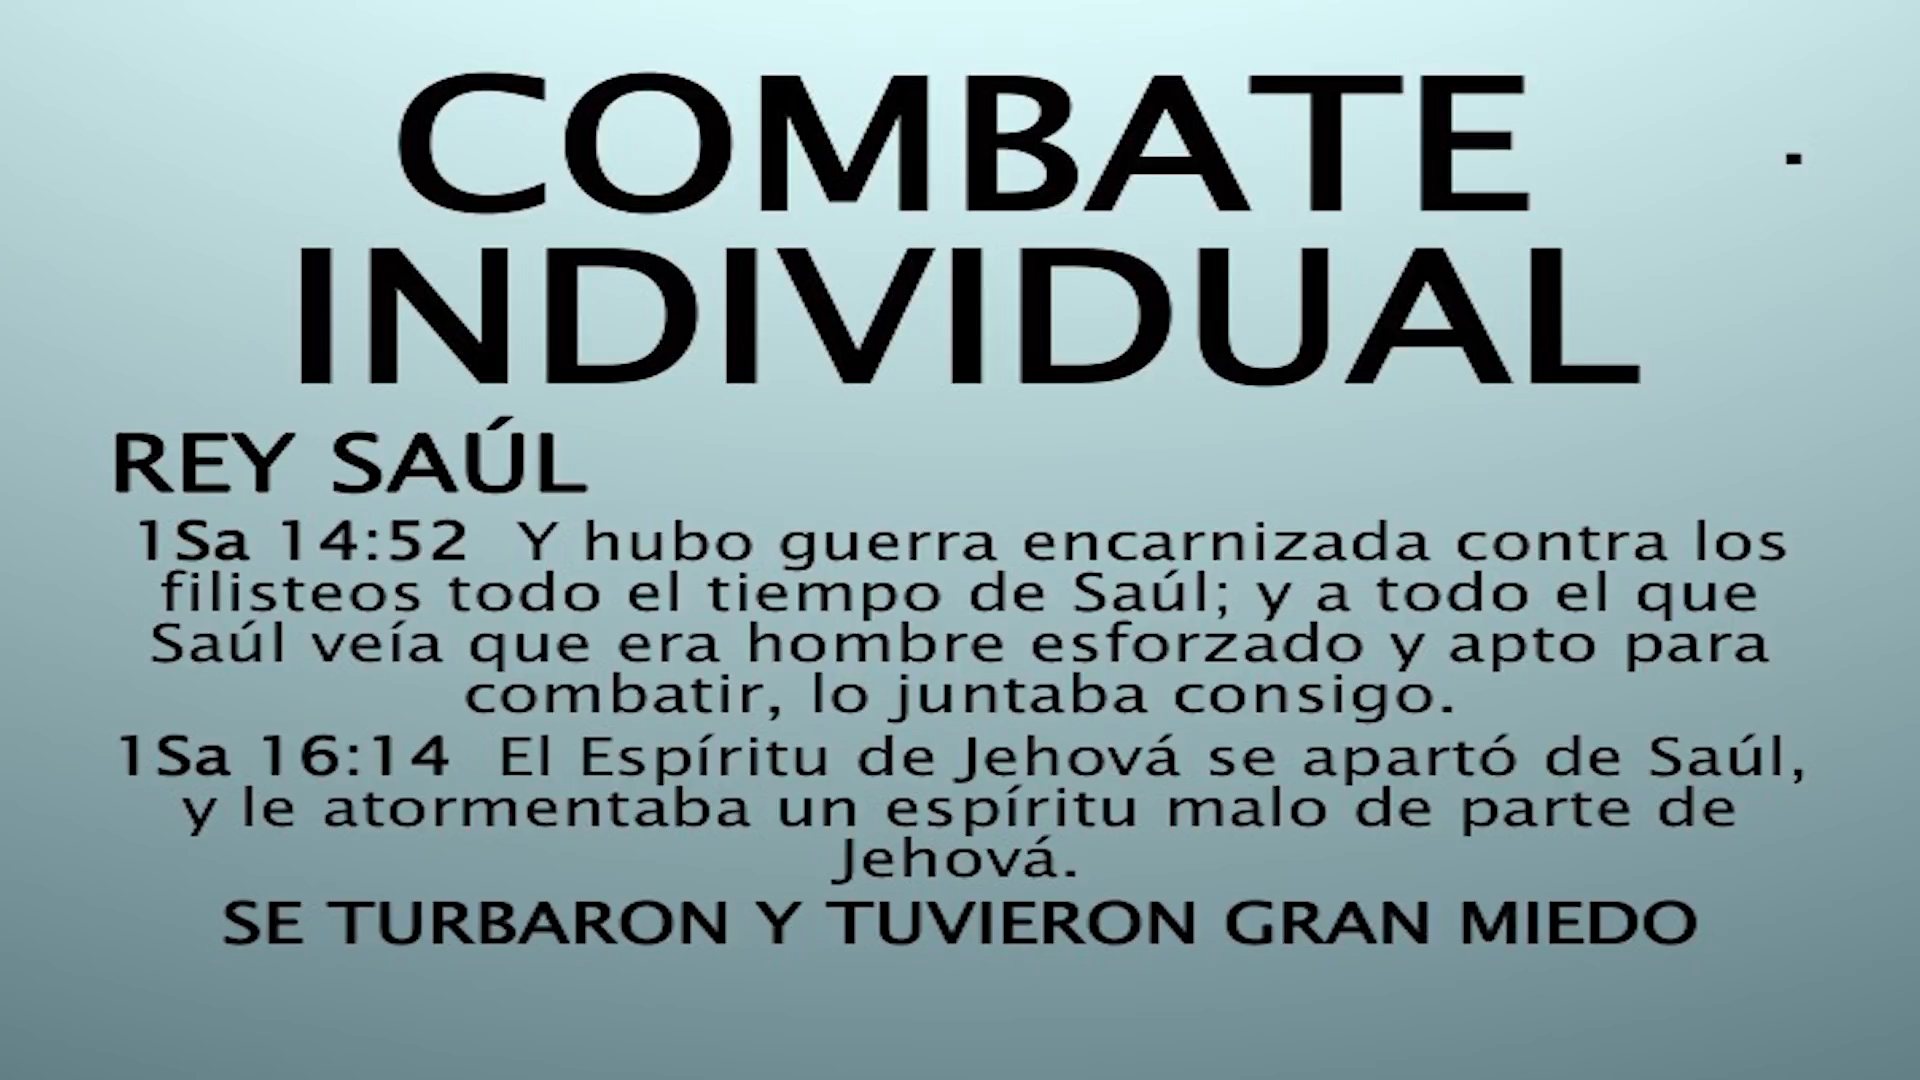 COMBATE
INDIVIDUAL
REY SAÚL
1Sa 14:52 Y hubo guerra encarnizada contra los
filisteos todo el tiempo de Saúl; y a todo el que
Saúl veía que era hombre esforzado y apto para
combatir, lo juntaba consigo.
1Sa 16:14 El Espíritu de Jehová se apartó de Saúl,
y le atormentaba un espíritu malo de parte de
Jehová.
SE TURBARON Y TUVIERON GRAN MIEDO